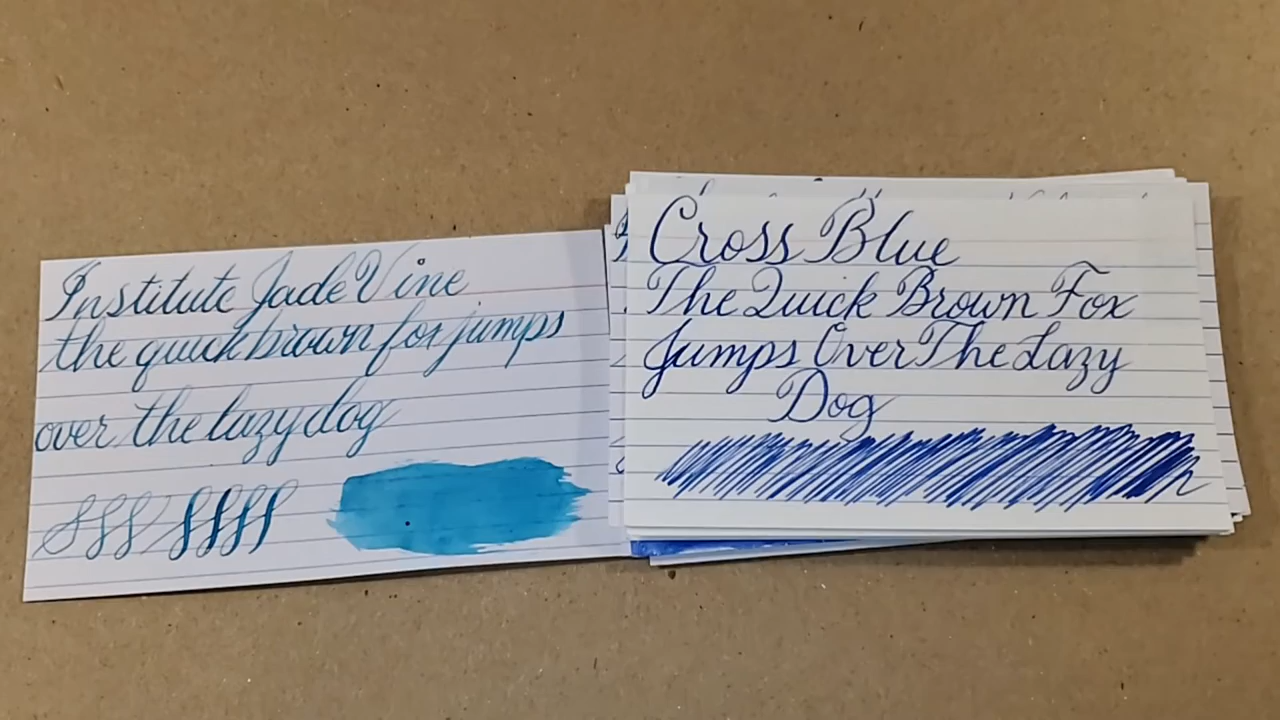 Institute Jade Vine
the quick brown fox jumps
over the lazy dog
Cross Blue
The Quick Brown Fox
Jumps Over The Lazy
Dog